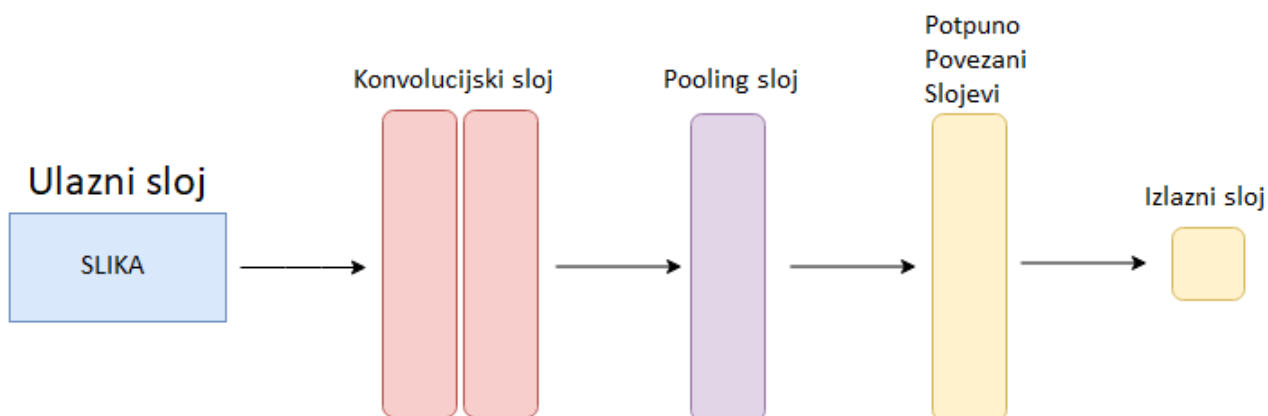 Ulazni sloj
SLIKA
Konvolucijski sloj
Pooling sloj
Potpuno
Povezani
Slojevi
Izlazni sloj